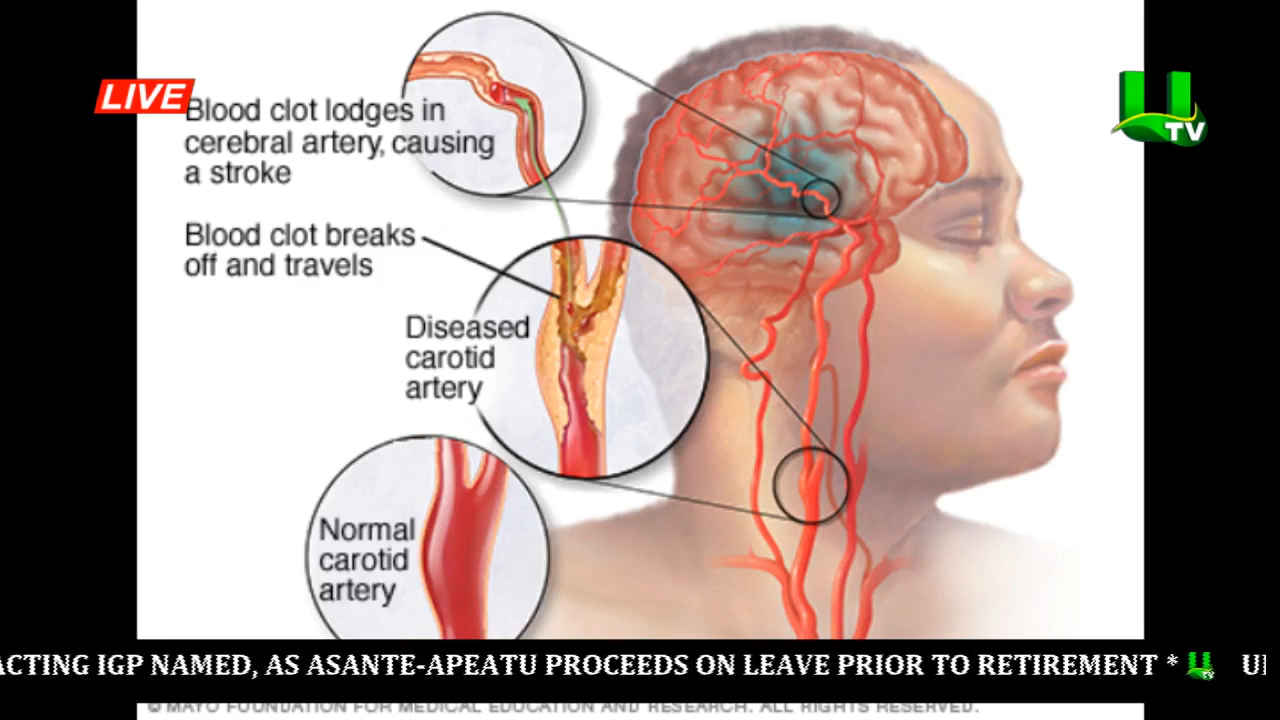 LIVE
Blood clot lodges in
cerebral artery, causing
a stroke
Blood clot breaks
off and travels
Diseased
carotid
artery
Normal
carotid
artery
U
TV
ACTING IGP NAMED, AS ASANTE-APEATU PROCEEDS ON LEAVE PRIOR TO RETIREMENT *
© MAYO FOUNDATION FOR MEDICAL EDUCATION AND RESEARCH. ALL RIGHTS RESERVED.